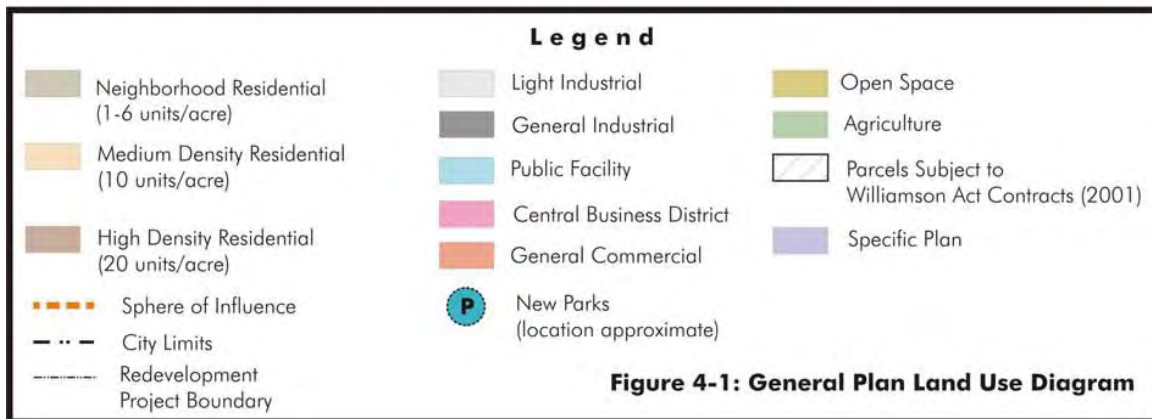 Legend
Neighborhood Residential
(1-6 units/acre)
Medium Density Residential
(10 units/acre)
High Density Residential
(20 units/acre)
Sphere of Influence
City Limits
Redevelopment
Project Boundary
Light Industrial
General Industrial
Public Facility
Central Business District
General Commercial
P
New Parks
(location approximate)
Open Space
Agriculture
Parcels Subject to
Williamson Act Contracts (2001)
Specific Plan
Figure 4-1: General Plan Land Use Diagram